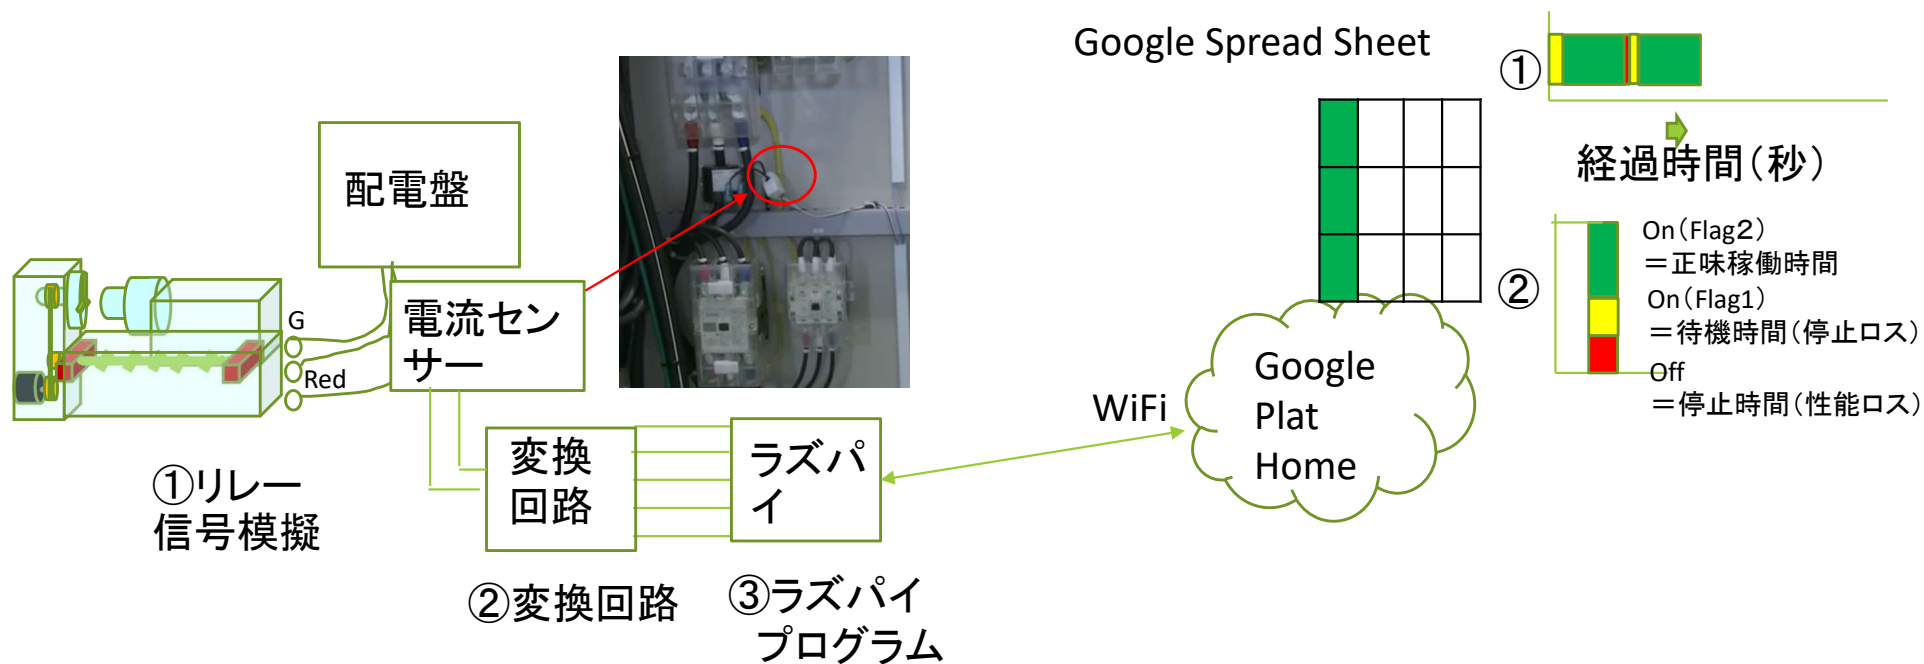 Google Spread Sheet
①
経過時間(秒)
配電盤
電流セン
サー
G
Red
①リレー
信号模擬
変換
回路
②変換回路
ラズパ
イ
③ラズパイ
プログラム
WiFi
Google
Plat
Home
②
On(Flag2)
=正味稼働時間
On(Flag1)
=待機時間(停止ロス)
Off
=停止時間(性能ロス)